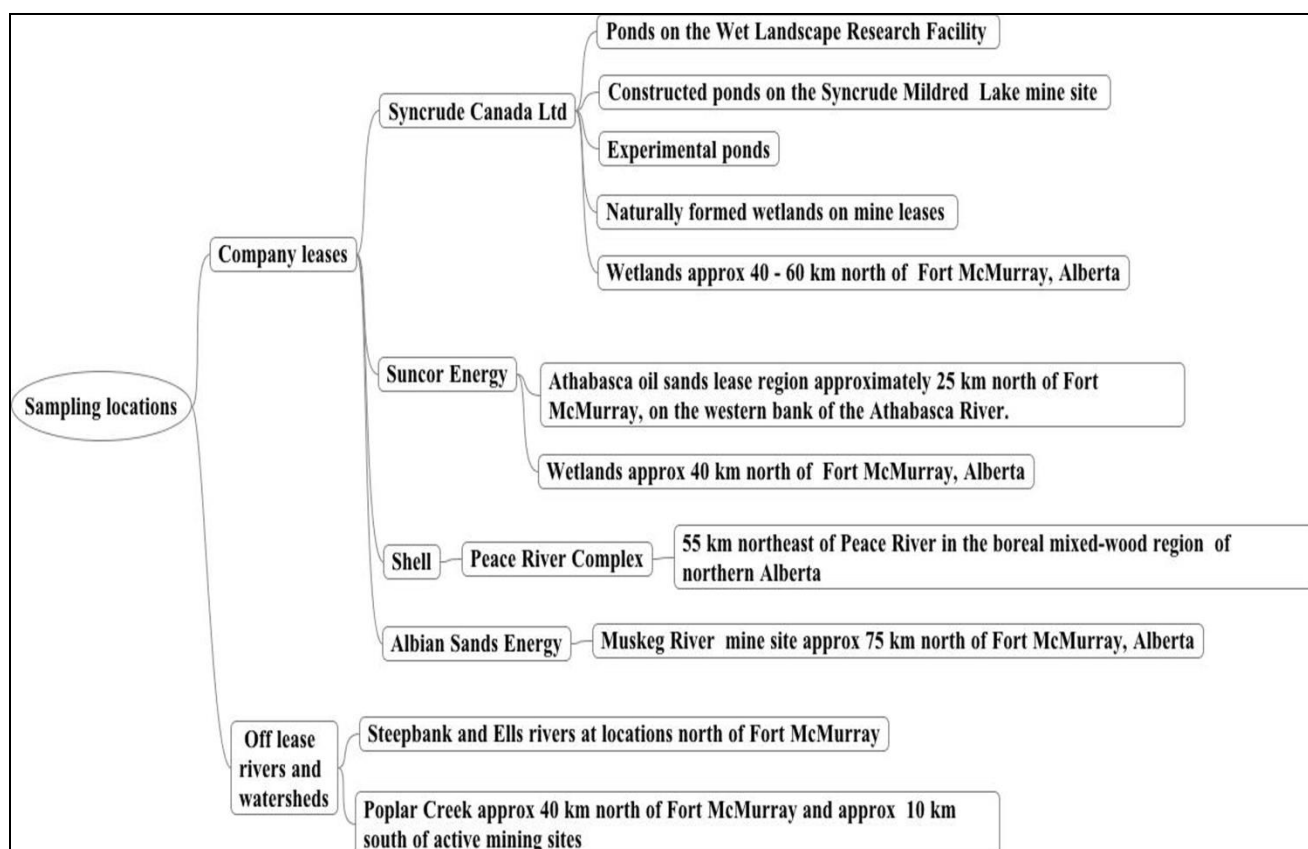 Sampling locations
Company leases
Syncrude Canada Ltd
Ponds on the Wet Landscape Research Facility
Constructed ponds on the Syncrude Mildred Lake mine site
Experimental ponds
Naturally formed wetlands on mine leases
Wetlands approx 40 - 60 km north of Fort McMurray, Alberta
Suncor Energy
Athabasca oil sands lease region approximately 25 km north of Fort
McMurray, on the western bank of the Athabasca River.
Wetlands approx 40 km north of Fort McMurray, Alberta
Shell
Peace River Complex
55 km northeast of Peace River in the boreal mixed-wood region of
northern Alberta
Albian Sands Energy
Muskeg River mine site approx 75 km north of Fort McMurray, Alberta
Off lease
rivers and
watersheds
Steepbank and Ells rivers at locations north of Fort McMurray
Poplar Creek approx 40 km north of Fort McMurray and approx 10 km
south of active mining sites